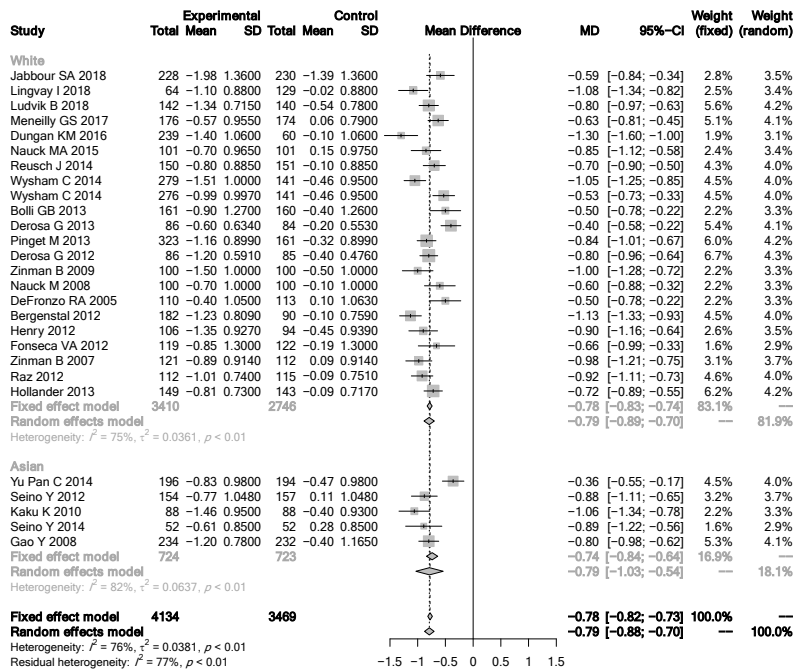 Experimental Control Weight Weight
Study Total Mean SD Total Mean SD Mean Difference MD 95%-CI (fixed) (random)
White
Jabbour SA 2018 228 −1.98 1.3600 230 −1.39 1.3600 −0.59 [−0.84; −0.34] 2.8% 3.5%
Lingvay I 2018 64 −1.10 0.8800 129 −0.02 0.8800 −1.08 [−1.34; −0.82] 2.6% 3.5%
Ludvik B 2018 142 −1.34 0.7150 140 −0.54 0.7800 −0.80 [−0.97; −0.63] 5.6% 4.2%
Meneilly GS 2017 176 −0.57 0.9550 174 0.06 0.7900 −0.63 [−0.81; −0.45] 5.0% 4.1%
Dungan KM 2016 239 −1.40 1.0600 60 −0.10 1.0600 −1.30 [−1.60; −1.00] 1.9% 3.1%
Nauck MA 2015 101 −0.70 0.9650 101 0.15 0.9750 −0.85 [−1.12; −0.58] 2.4% 3.4%
Reusch J 2014 150 −0.80 0.8850 151 −0.10 0.8850 −0.70 [−0.90; −0.50] 4.3% 4.0%
Wysham C 2014 279 −1.51 1.0000 141 −0.46 0.9500 −1.05 [−1.25; −0.85] 4.5% 4.0%
Wysham C 2014 276 −0.99 0.9970 141 −0.46 0.9500 −0.53 [−0.73; −0.33] 4.5% 4.0%
Bolli GB 2013 161 −0.90 1.2700 160 −0.40 1.2600 −0.50 [−0.78; −0.22] 2.2% 3.3%
Derosa G 2013 86 −0.60 0.6340 84 −0.20 0.5530 −0.40 [−0.58; −0.22] 5.4% 4.1%
Pinget M 2013 323 −1.16 0.8999 161 −0.32 0.8999 −0.84 [−1.01; −0.67] 6.0% 4.2%
Derosa G 2012 86 −1.20 0.5910 85 −0.40 0.4760 −0.80 [−0.96; −0.64] 6.7% 4.3%
Zinman B 2009 100 −1.50 1.0000 100 −0.50 1.0000 −1.00 [−1.28; −0.72] 2.2% 3.3%
Nauck M 2008 100 −0.70 1.0000 100 −0.10 1.0000 −0.60 [−0.88; −0.32] 2.2% 3.3%
DeFronzo RA 2005 110 −0.40 1.0500 113 0.10 1.0630 −0.50 [−0.78; −0.22] 2.3% 3.3%
Bergenstal 2012 182 −1.23 0.8090 90 −0.10 0.7590 −1.13 [−1.33; −0.93] 4.5% 4.0%
Henry 2012 106 −1.35 0.9270 94 −0.45 0.9390 −0.90 [−1.16; −0.64] 2.6% 3.5%
Fonseca VA 2012 119 −0.85 1.3000 122 −0.19 1.3000 −0.66 [−0.99; −0.33] 1.6% 2.9%
Zinman B 2007 121 −0.89 0.9140 112 0.09 0.9140 −0.98 [−1.21; −0.75] 3.1% 3.7%
Raz 2012 112 −1.01 0.7400 115 −0.09 0.7510 −0.92 [−1.11; −0.73] 4.6% 4.0%
Hollander 2013 149 −0.81 0.7300 143 −0.09 0.7170 −0.72 [−0.89; −0.55] 6.2% 4.2%
Fixed effect model 3410 2746 −0.78 [−0.83; −0.74] 83.1% −−
Random effects model −0.79 [−0.89; −0.70] −− 81.9%
Heterogeneity: I² = 75%, τ² = 0.0361, p < 0.01
Asian
Yu Pan C 2014 196 −0.83 0.9800 194 −0.47 0.9800 −0.36 [−0.55; −0.17] 4.5% 4.0%
Seino Y 2012 154 −0.77 1.0480 157 0.11 1.0480 −0.88 [−1.11; −0.65] 3.2% 3.7%
Kaku K 2010 88 −1.46 0.9500 88 −0.40 0.9300 −1.06 [−1.34; −0.78] 2.2% 3.3%
Seino Y 2014 52 −0.61 0.8500 52 0.28 0.8500 −0.89 [−1.22; −0.56] 1.6% 2.9%
Gao Y 2008 234 −1.20 0.7800 232 −0.40 1.1650 −0.80 [−0.98; −0.62] 5.3% 4.1%
Fixed effect model 724 723 −0.74 [−0.84; −0.64] 16.9% −−
Random effects model −0.79 [−1.03; −0.54] −− 18.1%
Heterogeneity: I² = 82%, τ² = 0.0637, p < 0.01
Fixed effect model 4134 3469 −0.78 [−0.82; −0.73] 100.0% −−
Random effects model −0.79 [−0.88; −0.70] −− 100.0%
Heterogeneity: I² = 76%, τ² = 0.0381, p < 0.01
Residual heterogeneity: I² = 77%, p < 0.01
−1.5 −1 −0.5 0 0.5 1 1.5